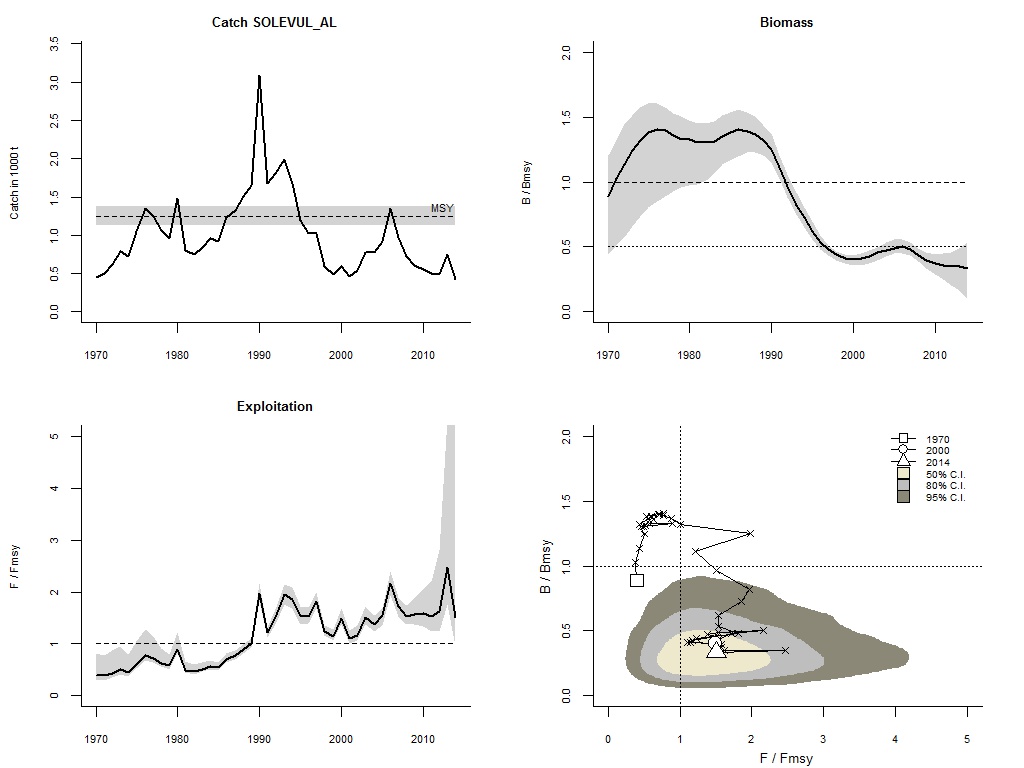 Catch SOLEVUL_AL
Catch in 1000 t
3.5
3.0
2.5
2.0
1.5
1.0
0.5
0.0
MSY
1970 1980 1990 2000 2010
Biomass
B / Bmsy
2.0
1.5
1.0
0.5
0.0
1970 1980 1990 2000 2010
Exploitation
F / Fmsy
5
4
3
2
1
0
1970 1980 1990 2000 2010
B / Bmsy
2.0
1.5
1.0
0.5
0.0
1970
2000
2014
50% C.I.
80% C.I.
95% C.I.
0 1 2 3 4 5
F / Fmsy